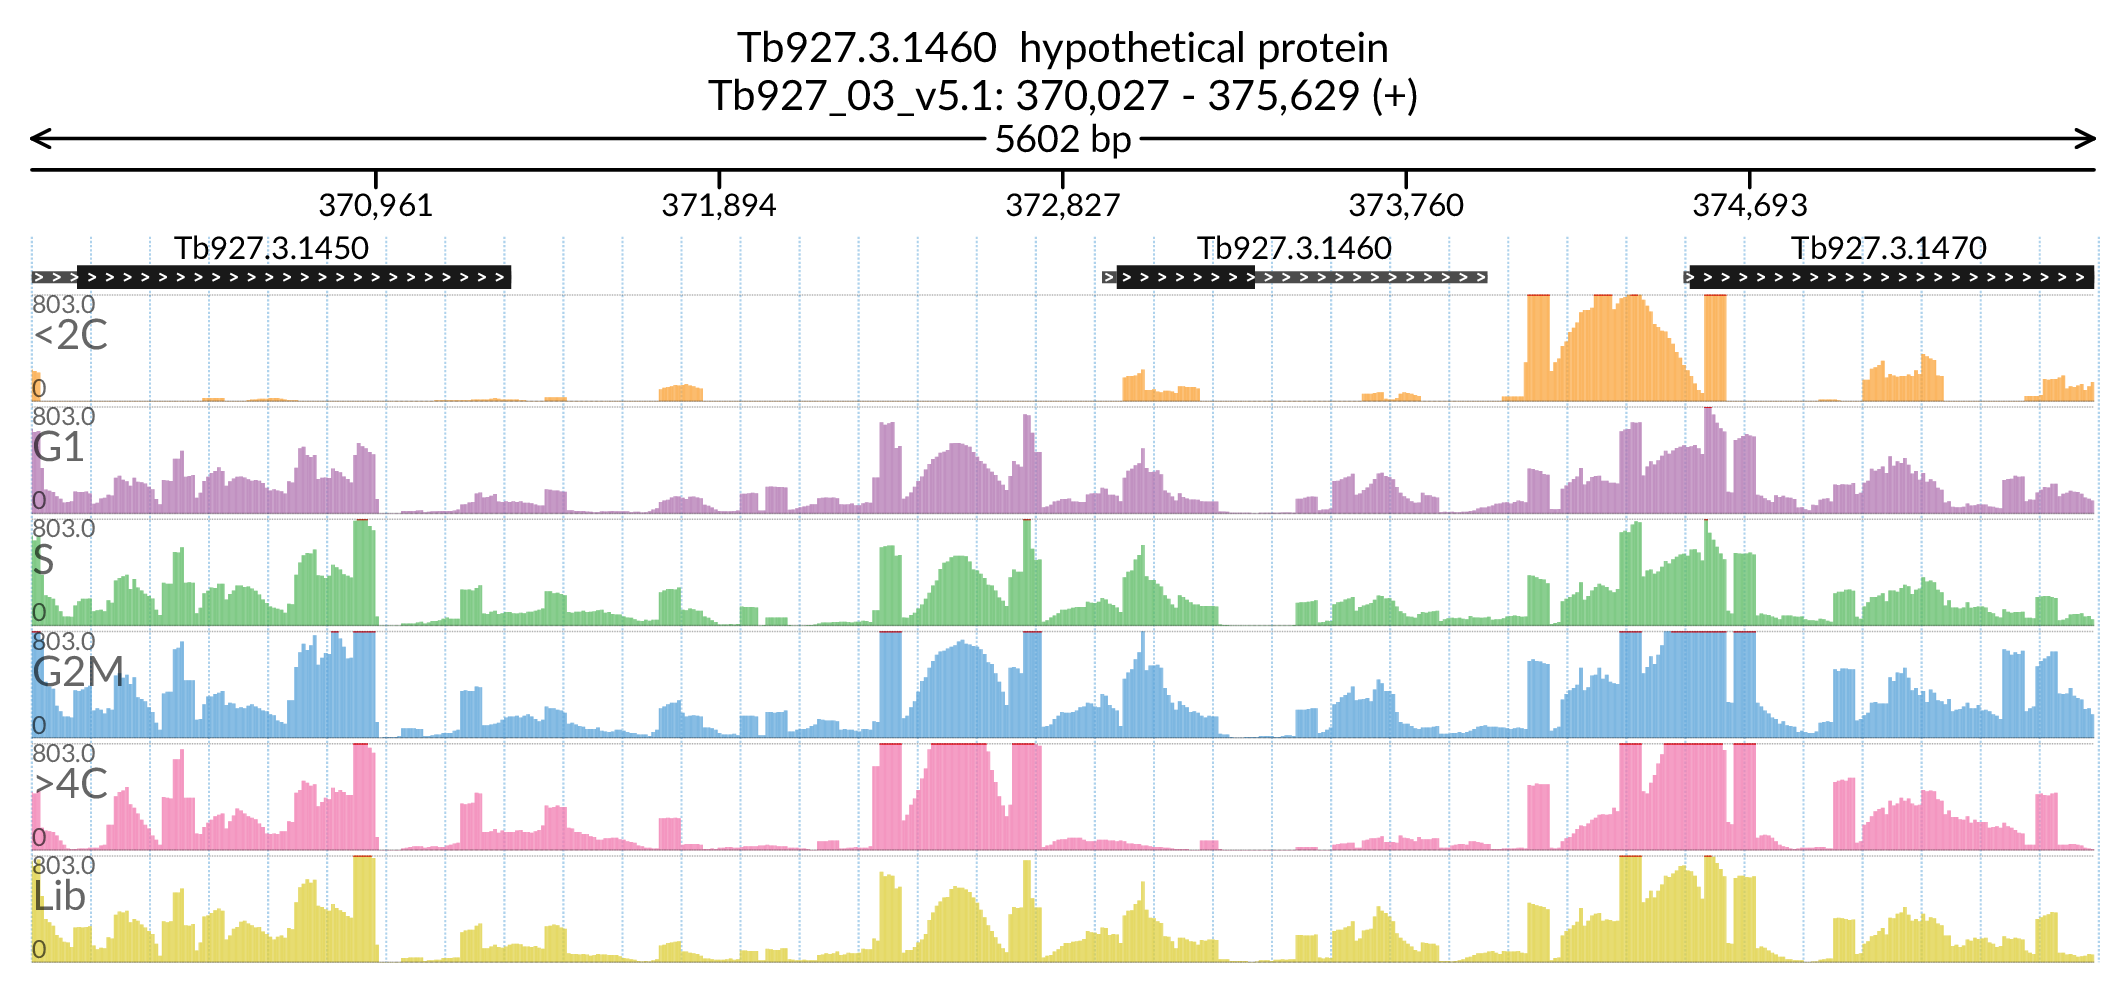 Tb927.3.1460  hypothetical protein
Tb927_03_v5.1: 370,027 - 375,629 (+)
5602 bp
370,961 371,894 372,827 373,760 374,693
Tb927.3.1450 Tb927.3.1460 Tb927.3.1470
803.0
<2C
0
803.0
G1
0
803.0
S
0
803.0
G2M
0
803.0
>4C
0
803.0
Lib
0